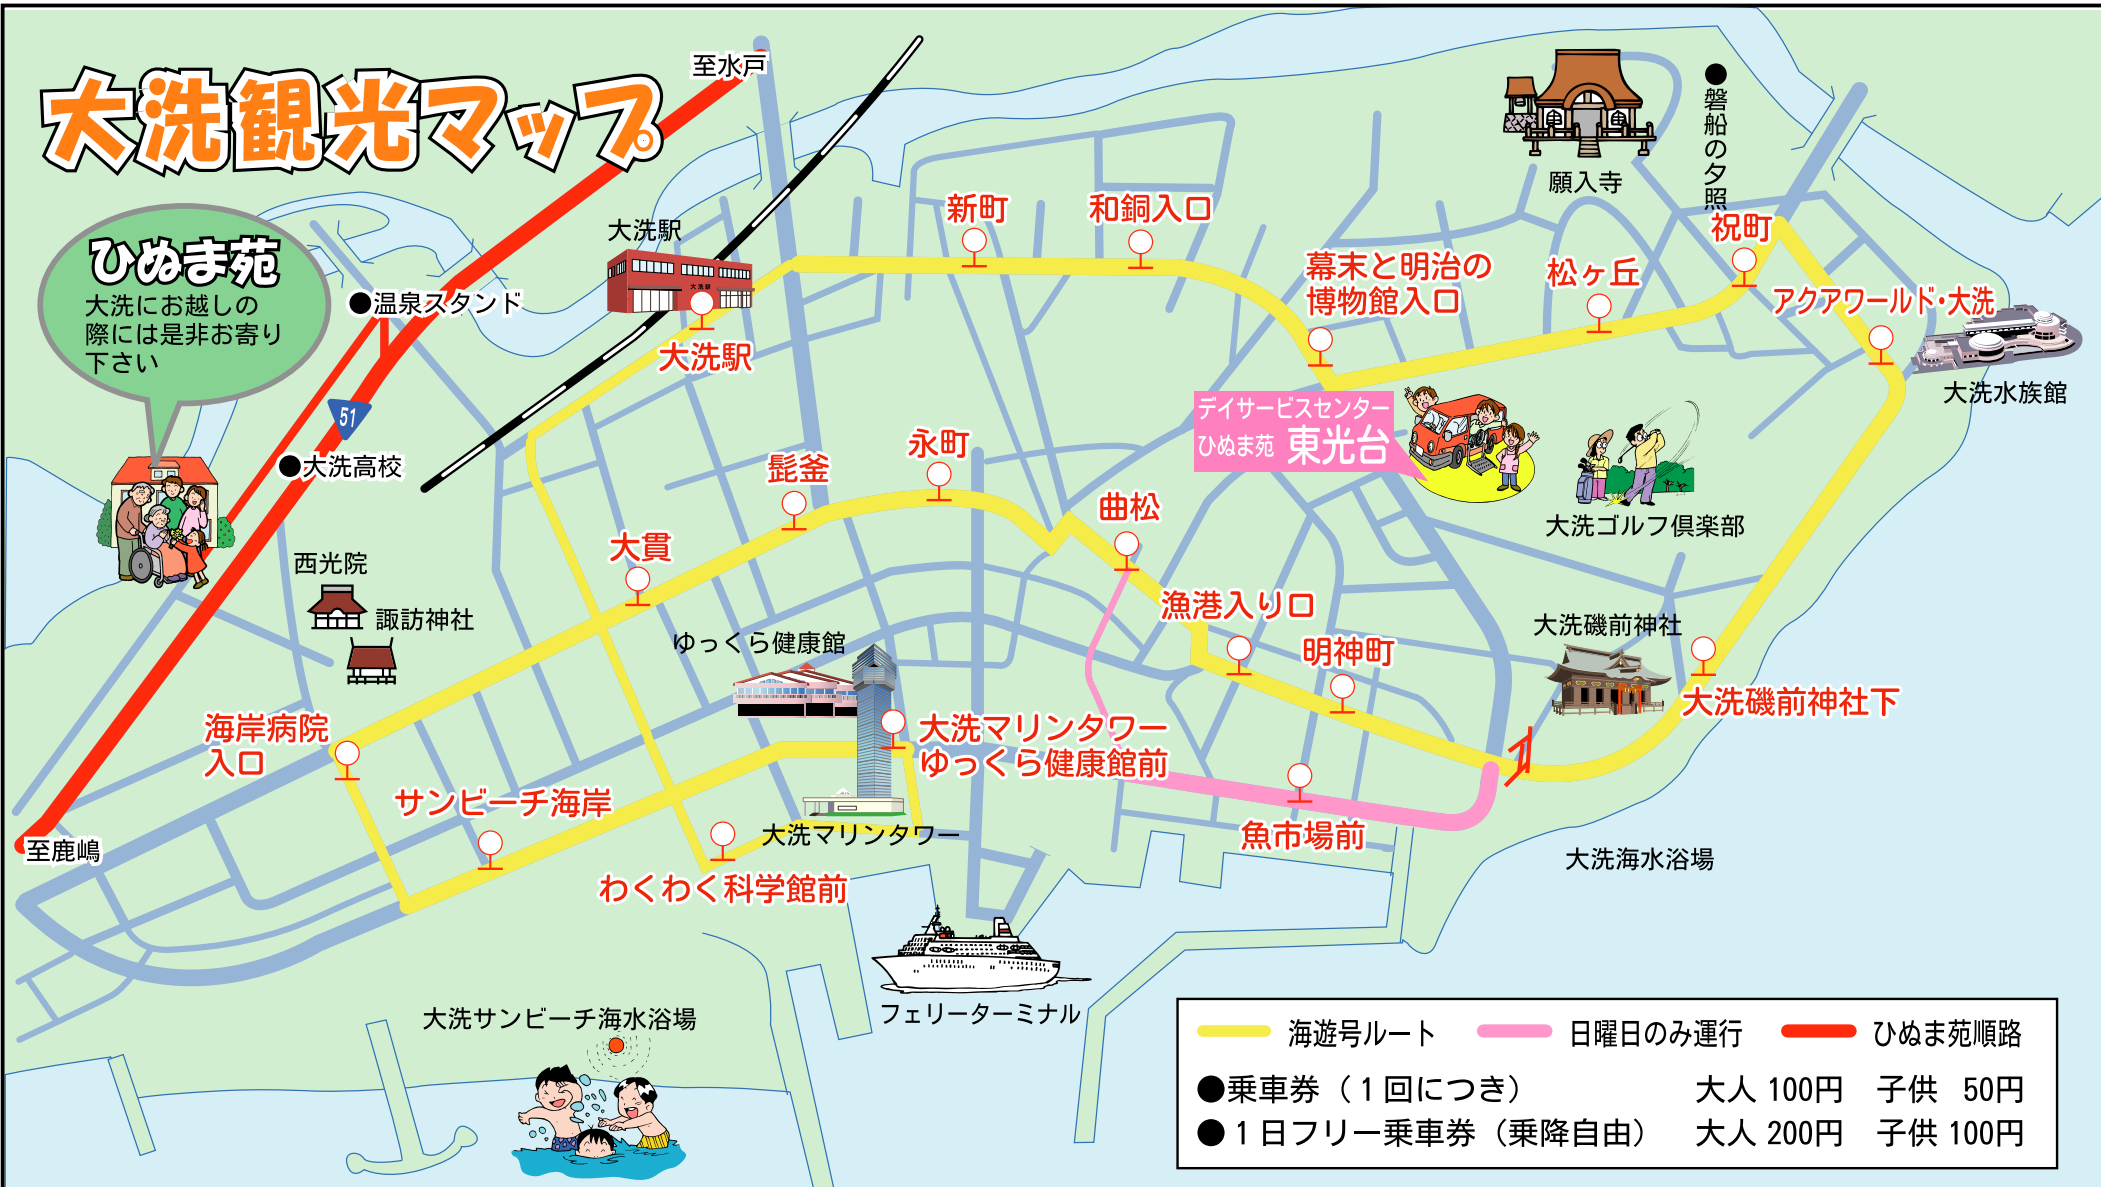 大洗観光マップ
至水戸
ひぬま苑
大洗にお越しの
際には是非お寄り
下さい
●温泉スタンド
51
●大洗高校
大洗駅
大洗駅
大洗駅
新町
和銅入口
幕末と明治の
博物館入口
願入寺
●磐船の夕照
祝町
松ヶ丘
アクアワールド・大洗
大洗水族館
デイサービスセンター
ひぬま苑 東光台
大洗ゴルフ倶楽部
永町
髭釜
大貫
曲松
西光院
諏訪神社
漁港入り口
明神町
大洗磯前神社
大洗磯前神社下
ゆっくら健康館
大洗マリンタワー
ゆっくら健康館前
海岸病院
入口
サンビーチ海岸
大洗マリンタワー
わくわく科学館前
魚市場前
至鹿嶋
大洗海水浴場
フェリーターミナル
大洗サンビーチ海水浴場
海遊号ルート 日曜日のみ運行 ひぬま苑順路
●乗車券（１回につき） 大人 100円 子供 50円
●１日フリー乗車券（乗降自由） 大人 200円 子供 100円